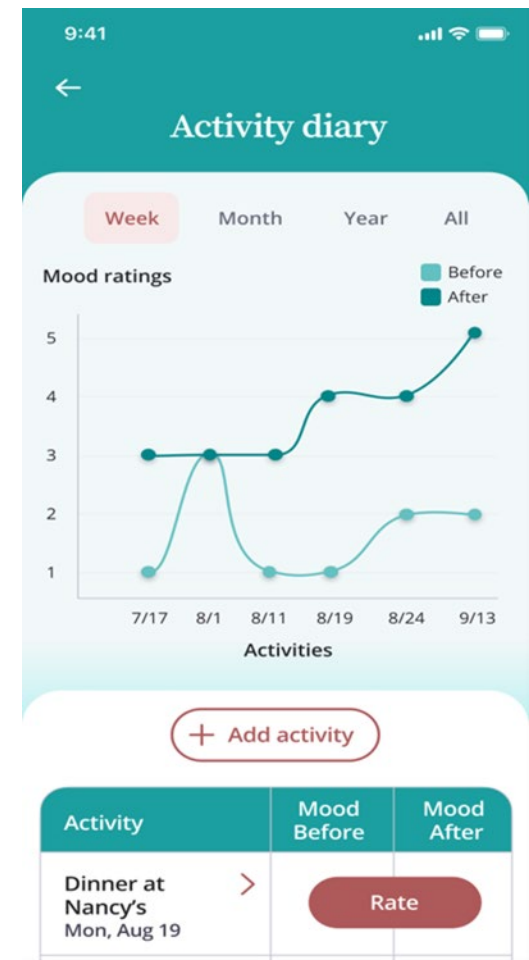 9:41
Activity diary
Week Month Year All
Mood ratings
Before
After
5
4
3
2
1
7/17 8/1 8/11 8/19 8/24 9/13
Activities
+ Add activity
Activity
Mood
Before
Mood
After
Dinner at
Nancy's
Mon, Aug 19
Rate